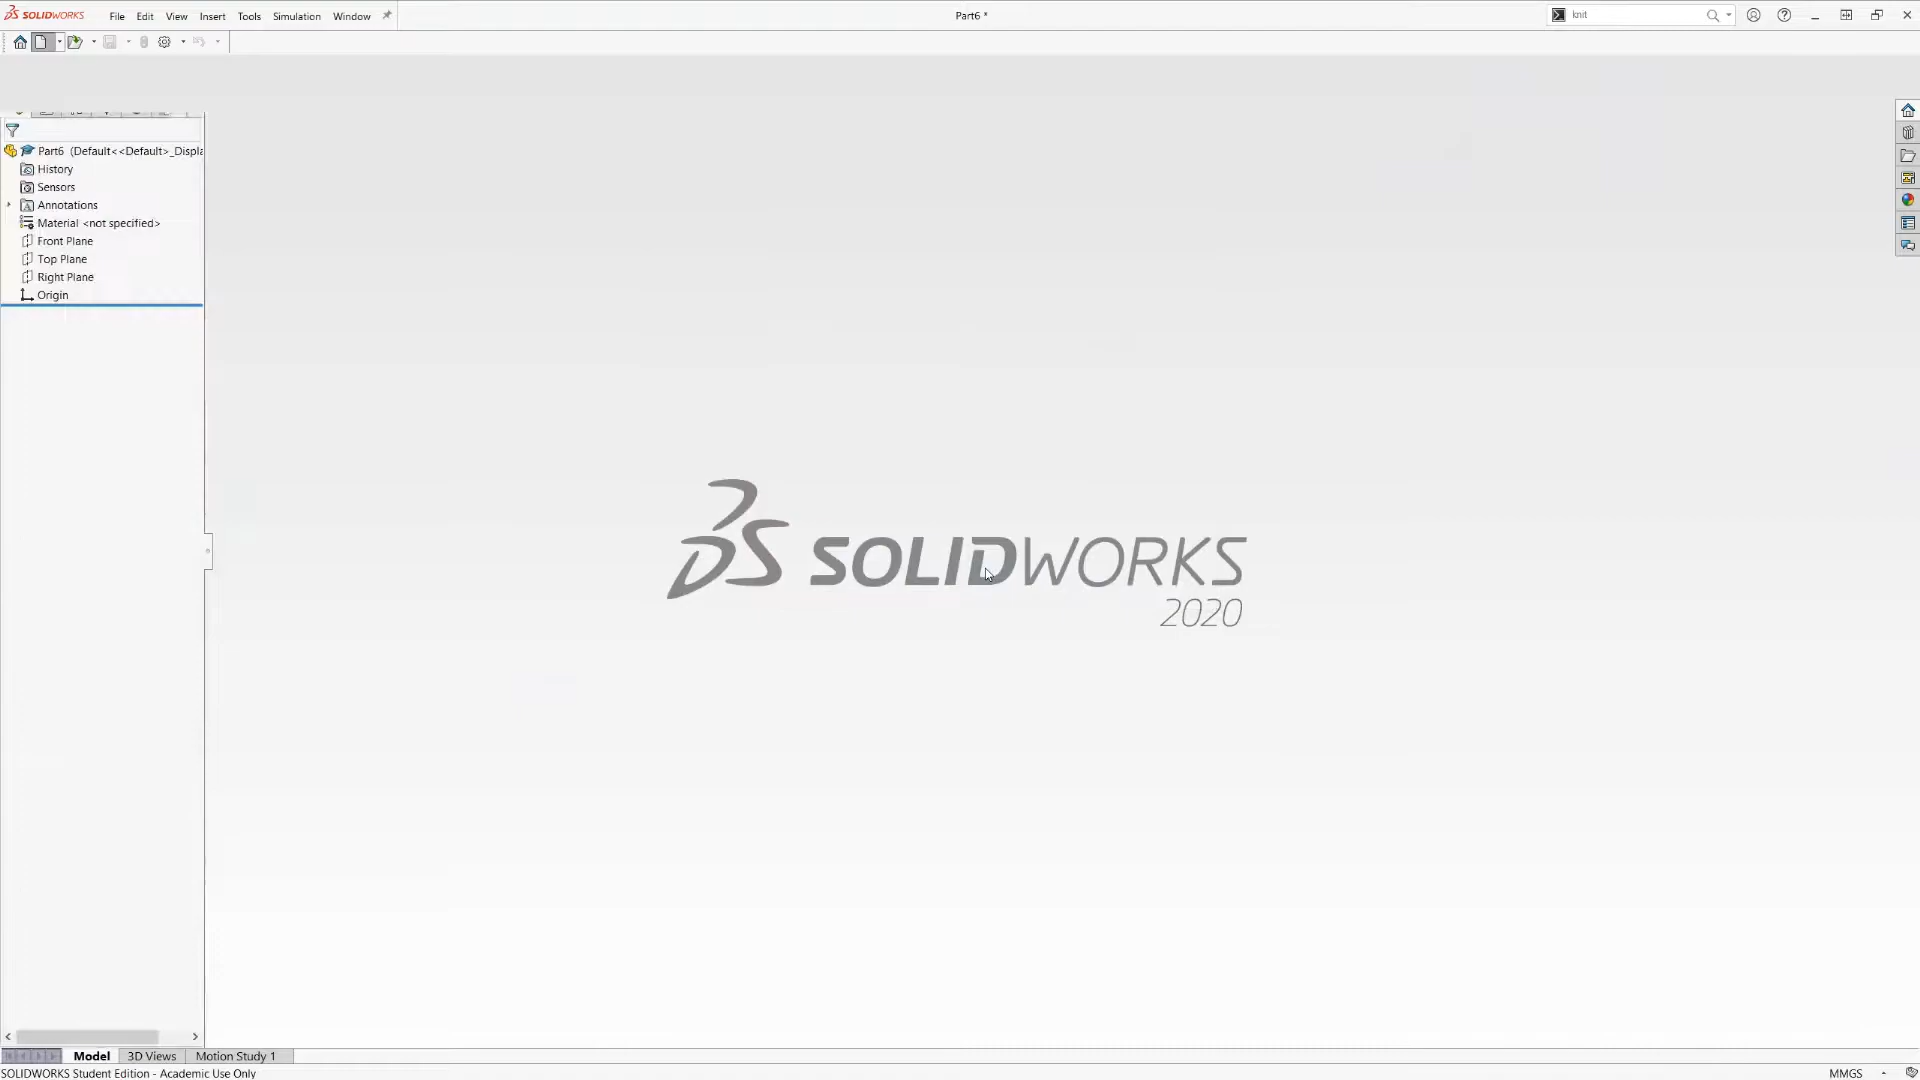 SOLIDWORKS File Edit View Insert Tools Simulation Window Part6 * knit
Part6 (Default<<Default>_Displa
History
Sensors
Annotations
Material <not specified>
Front Plane
Top Plane
Right Plane
Origin
SOLIDWORKS
2020
Model 3D Views Motion Study 1
SOLIDWORKS Student Edition - Academic Use Only MMGS